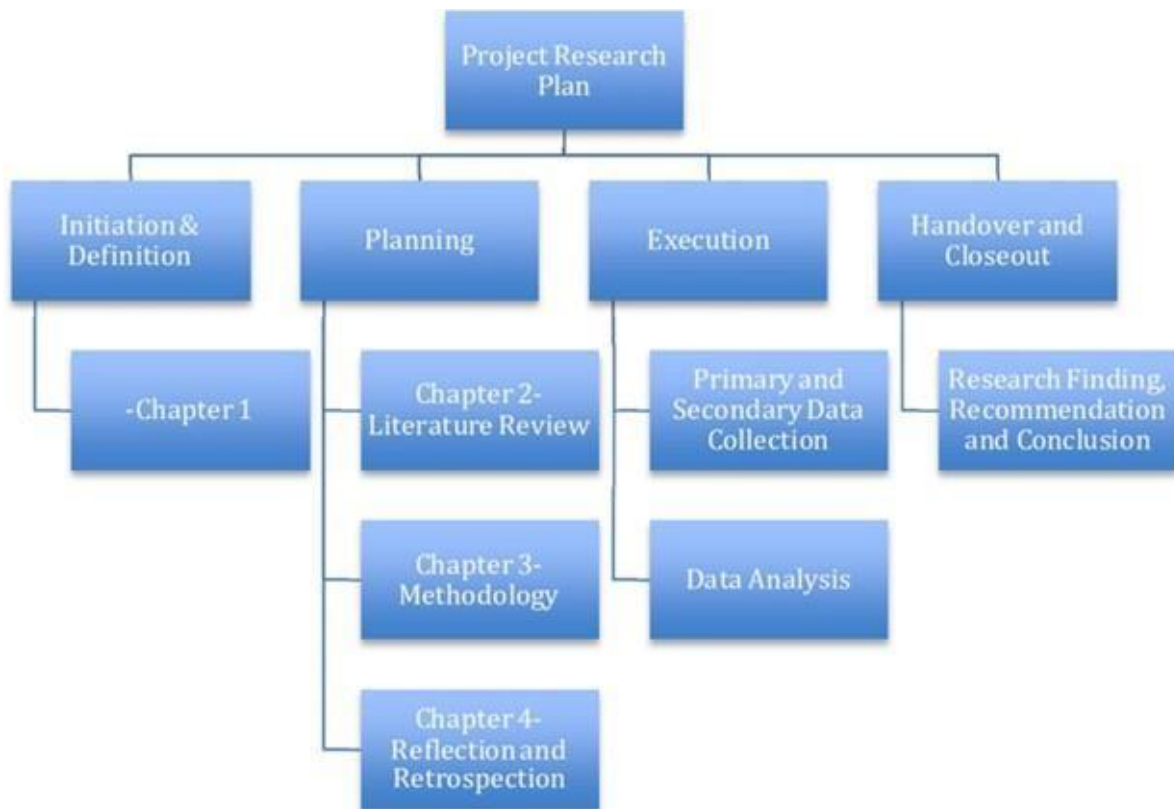 Project Research
Plan
Initiation &
Definition
Planning
Execution
Handover and
Closeout
-Chapter 1
Chapter 2-
Literature Review
Primary and
Secondary Data
Collection
Research Finding,
Recommendation
and Conclusion
Chapter 3-
Methodology
Data Analysis
Chapter 4-
Reflection and
Retrospection